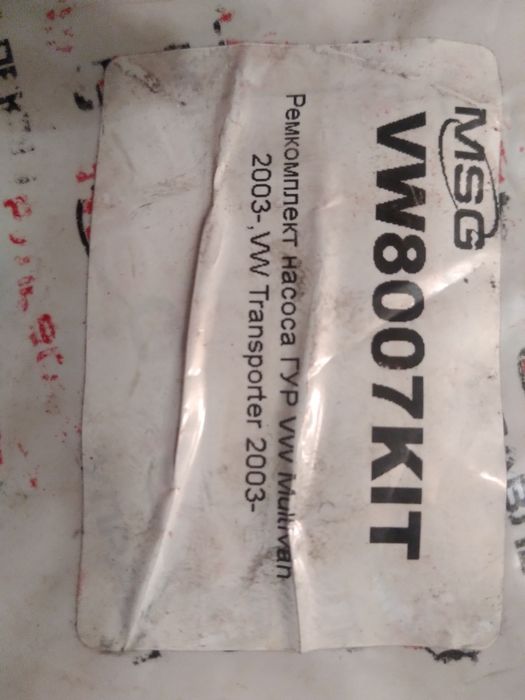 MSG
VW8007KIT
Ремкомплект насоса ГУР VW Multivan
2003-,VW Transporter 2003-